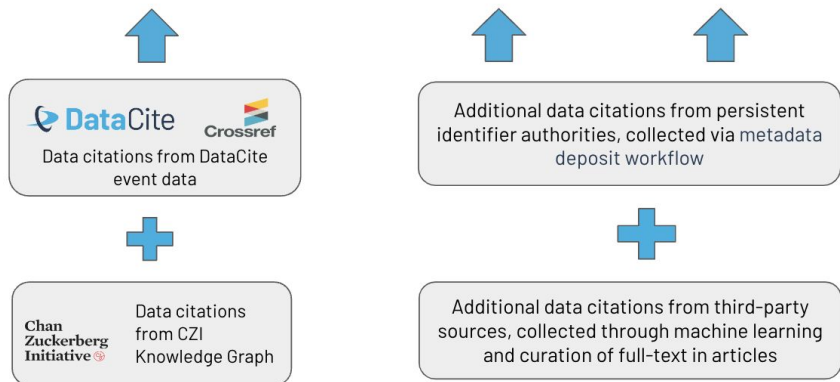 DataCite
Crossref
Data citations from DataCite
event data
Additional data citations from persistent
identifier authorities, collected via metadata
deposit workflow
Chan
Zuckerberg
Initiative
Data citations
from CZI
Knowledge Graph
Additional data citations from third-party
sources, collected through machine learning
and curation of full-text in articles